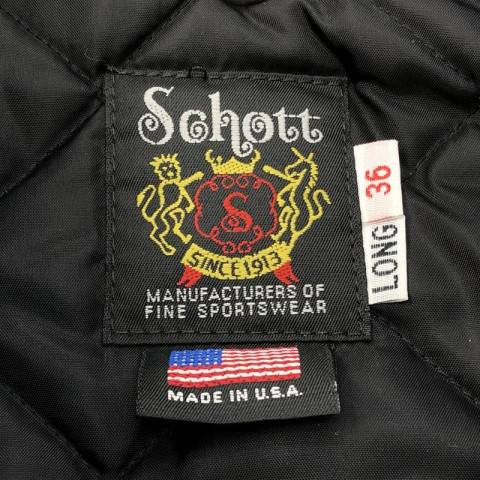 Schott
S
SINCE 1913
MANUFACTURERS OF
FINE SPORTSWEAR
36
LONG
MADE IN U.S.A.